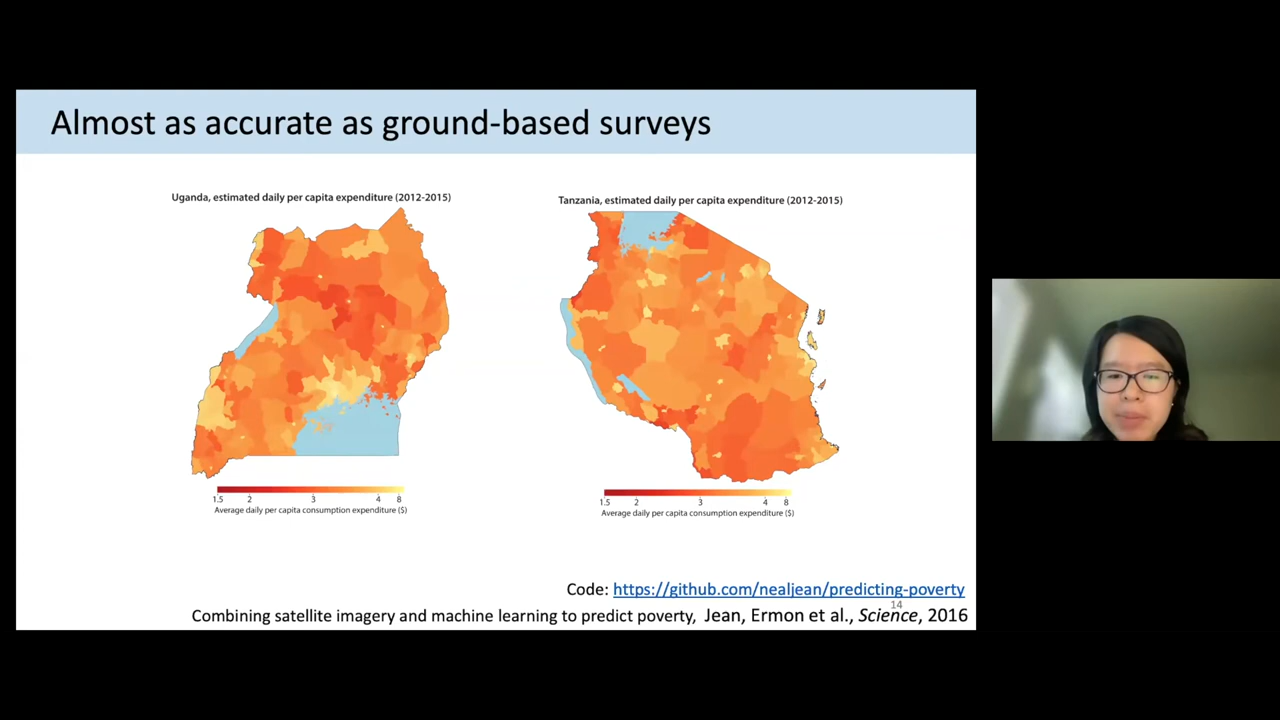 Almost as accurate as ground-based surveys
Uganda, estimated daily per capita expenditure (2012-2015)
1.5 2 3 4 8
Average daily per capita consumption expenditure ($)
Tanzania, estimated daily per capita expenditure (2012-2015)
1.5 2 3 4 8
Average daily per capita consumption expenditure ($)
Code: https://github.com/nealjean/predicting-poverty
14
Combining satellite imagery and machine learning to predict poverty, Jean, Ermon et al., Science, 2016